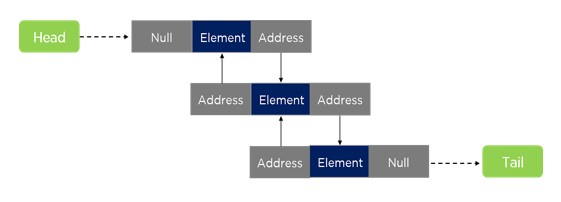 Head
Null Element Address
Address Element Address
Address Element Null
Tail